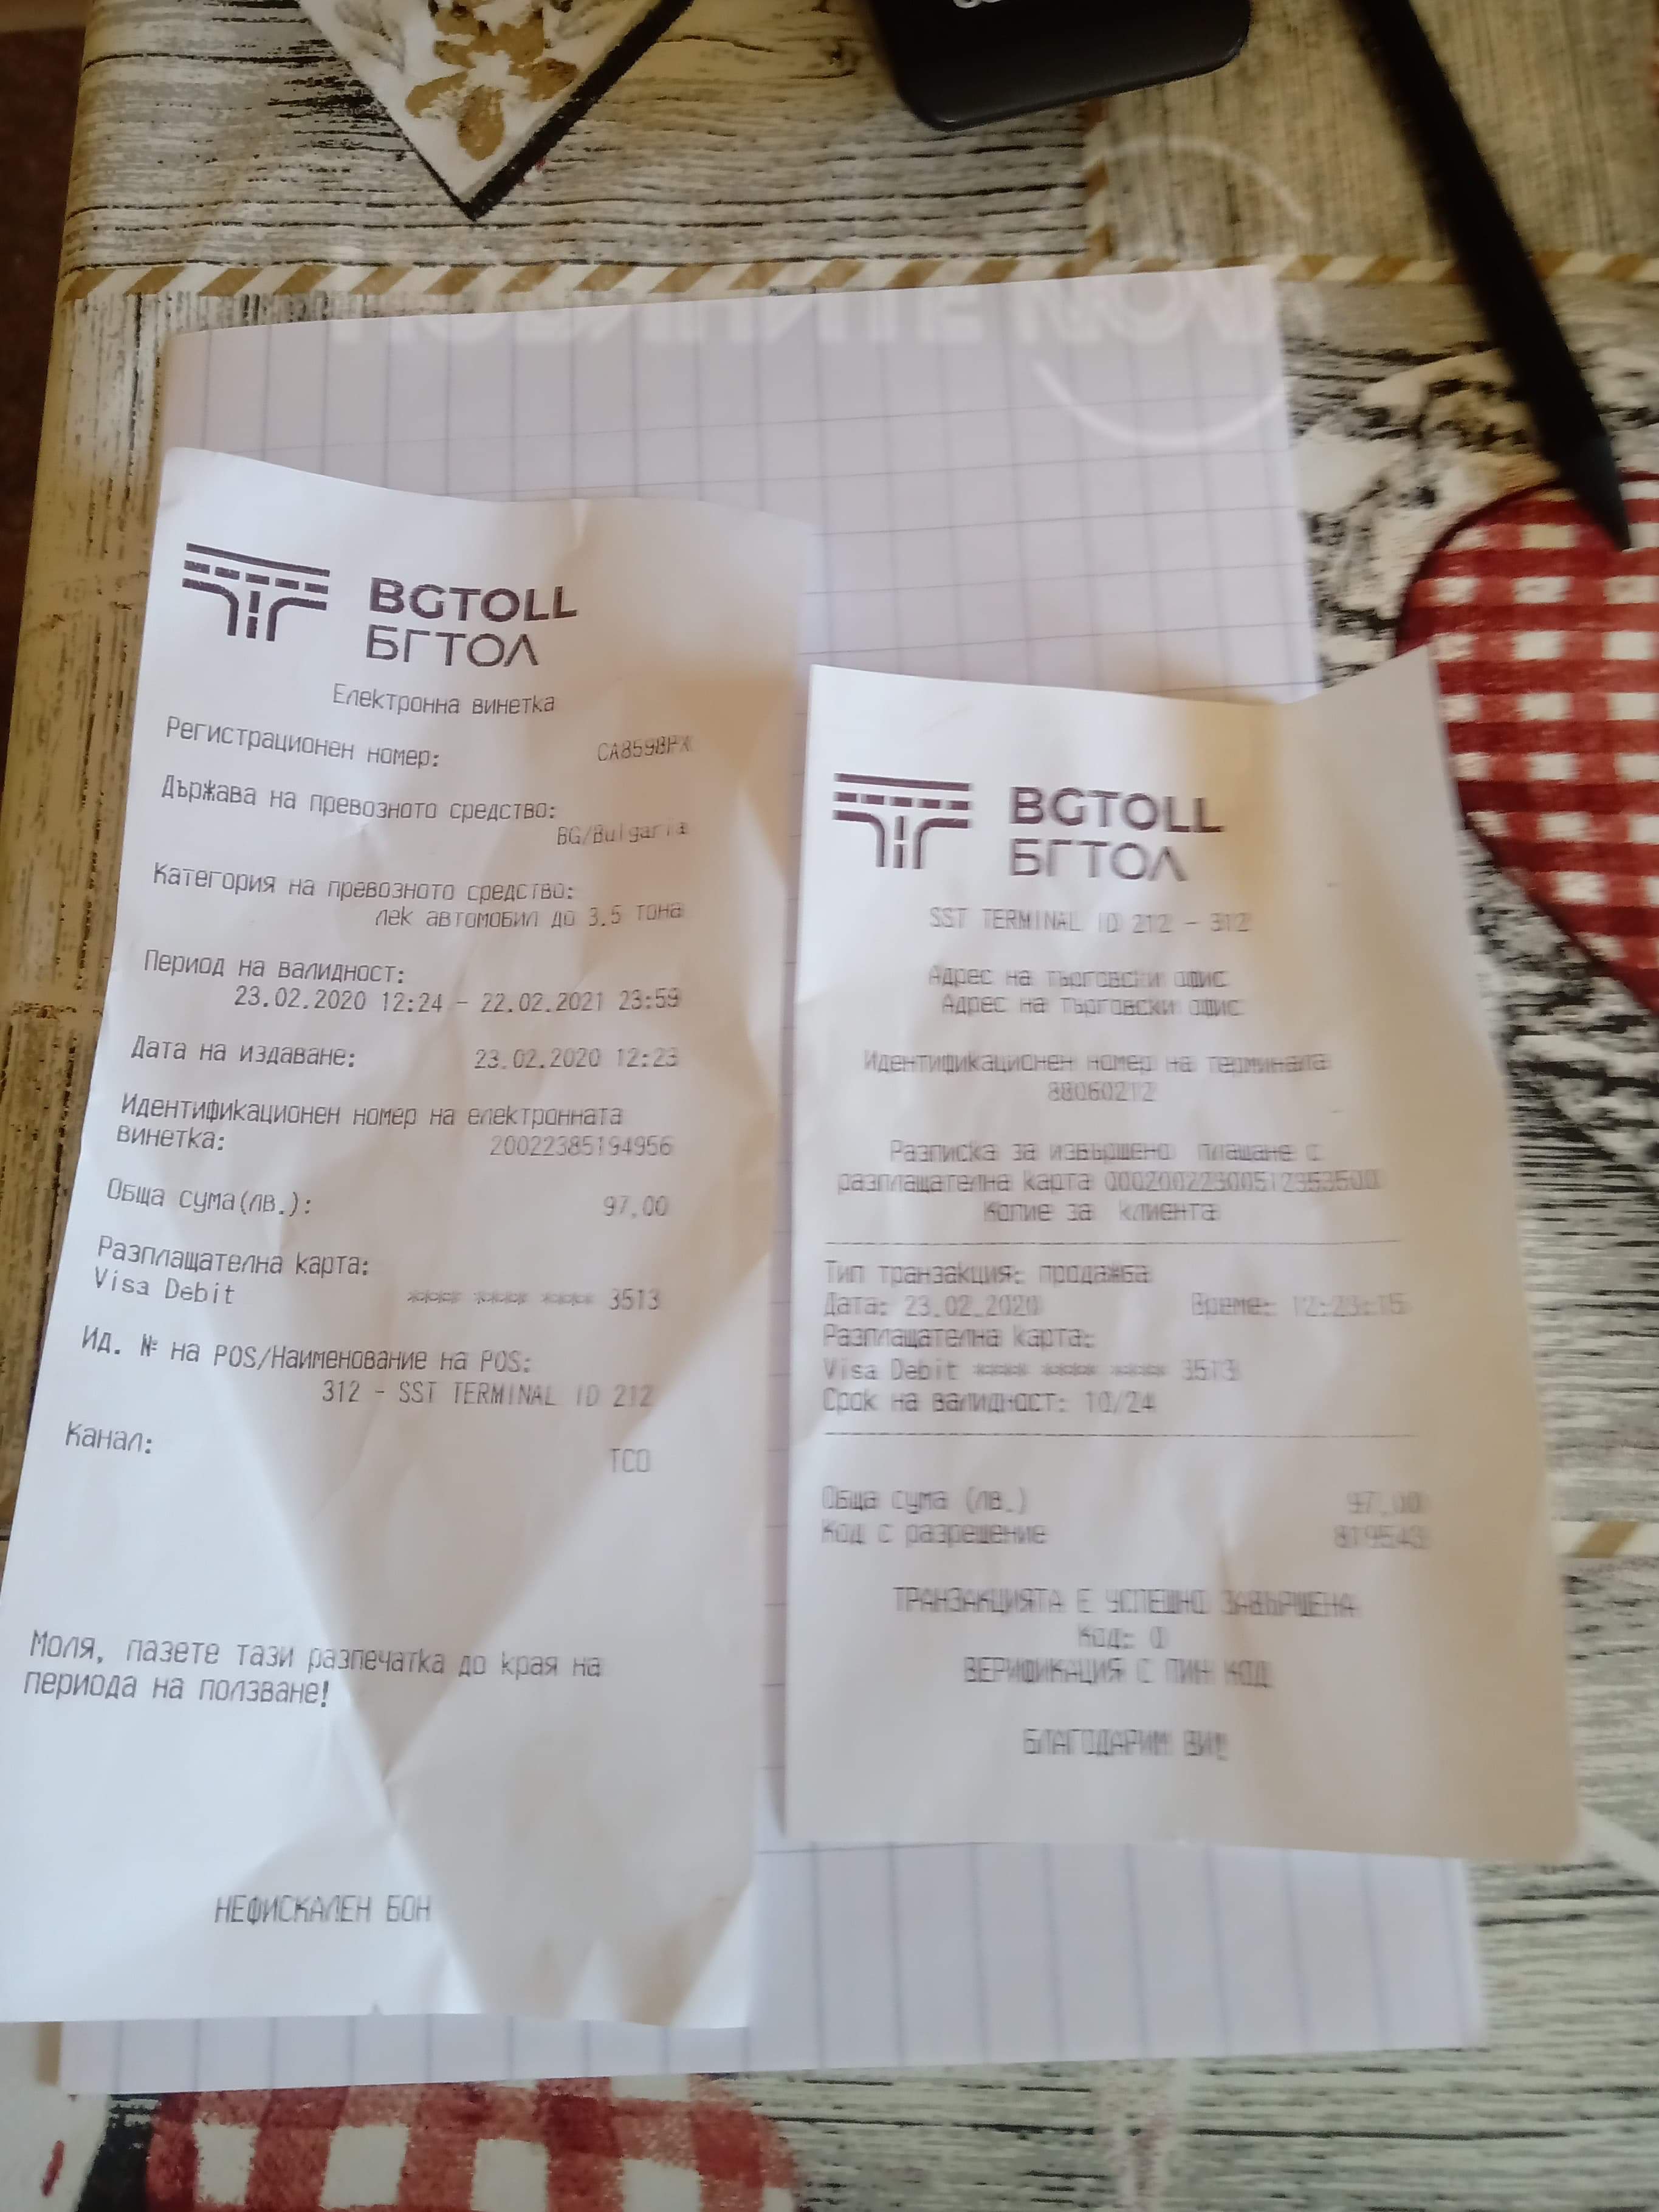 BGTOLL
БГТОЛ
Електронна винетка
Регистрационен номер:
Държава на превозното средство:
BG/Bulgaria
Категория на превозното средство:
лек автомобил до 3.5 тона
Период на валидност:
23.02.2020 12:24 - 22.02.2021 23:59
Дата на издаване: 23.02.2020 12:23
Идентификационен номер на електронната
винетка: 20022385194956
Обща сума(лв.): 97.00
Разплащателна карта:
Visa Debit **** **** **** 3513
Ид. № на POS/Наименование на POS:
312 - SST TERMINAL ID 212
Канал: TCO
Моля, пазете тази разпечатка до края на
периода на ползване!
НЕФИСКАЛЕН БОН
BGTOLL
БГТОЛ
SST TERMINAL ID 212 - 312
Адрес на търговски офис
Адрес на търговски офис
Идентификационен номер на терминала
88060212
Разписка за извършено плащане с
разплащателна карта
Копие за клиента
Тип транзакция: продажба
Дата: 23.02.2020 Време:
Разплащателна карта:
Visa Debit **** **** **** 3513
Срок на валидност: 10/24
Обща сума (лв.) 97.00
Код с разрешение 819543
ТРАНЗАКЦИЯТА Е УСПЕШНО ЗАВЪРШЕНА
Код: 0
ВЕРИФИКАЦИЯ С ПИН КОД
БЛАГОДАРИМ ВИ!